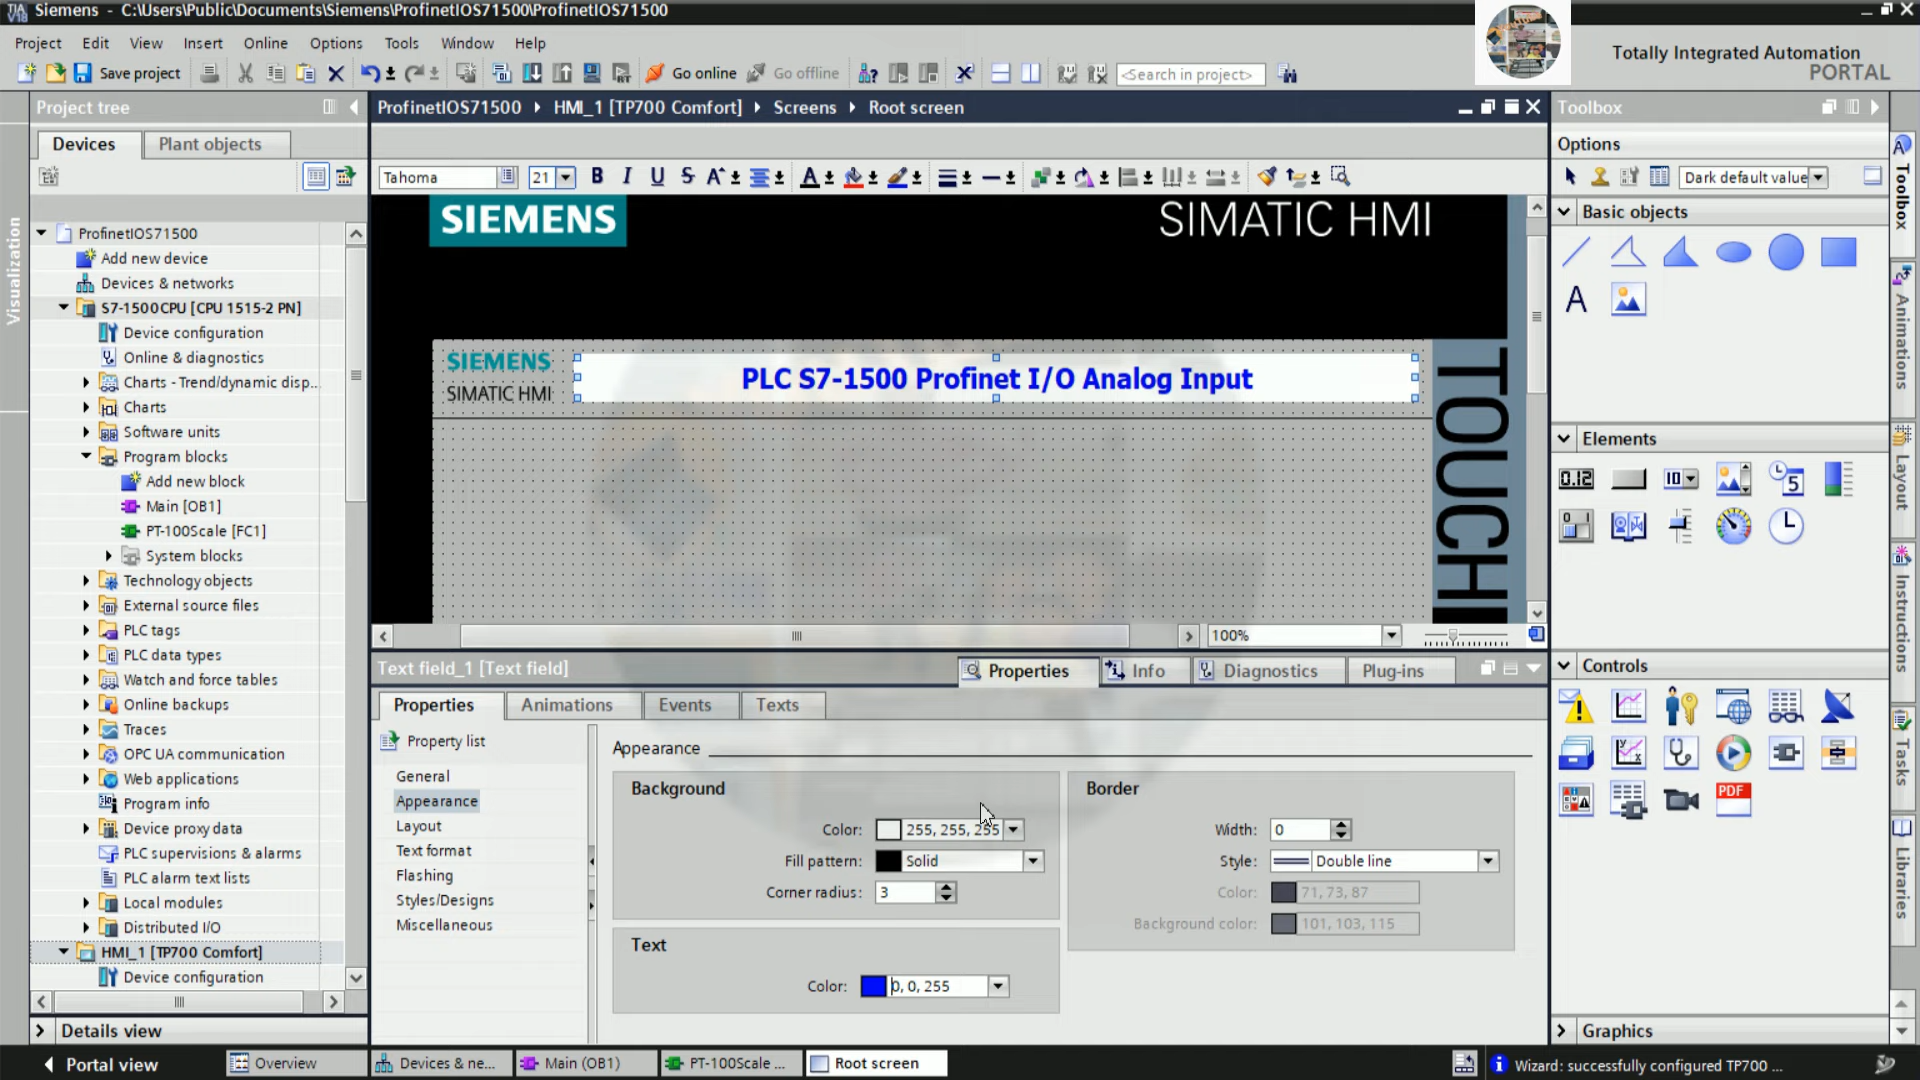 Siemens - C:\Users\Public\Documents\Siemens\ProfinetIOS71500\ProfinetIOS71500
Project Edit View Insert Online Options Tools Window Help
Totally Integrated Automation
PORTAL
Save project
Go online
Go offline
<Search in project>
Project tree
Devices
Plant objects
ProfinetIOS71500
Add new device
Devices & networks
S7-1500CPU [CPU 1515-2 PN]
Device configuration
Online & diagnostics
Charts - Trend/dynamic disp...
Charts
Software units
Program blocks
Add new block
Main [OB1]
PT-100Scale [FC1]
System blocks
Technology objects
External source files
PLC tags
PLC data types
Watch and force tables
Online backups
Traces
OPC UA communication
Web applications
Program info
Device proxy data
PLC supervisions & alarms
PLC alarm text lists
Local modules
Distributed I/O
HMI_1 [TP700 Comfort]
Device configuration
Details view
Visualization
ProfinetIOS71500 HMI_1 [TP700 Comfort] Screens Root screen
Tahoma 21 B I U S A
SIEMENS
SIMATIC HMI
SIEMENS
SIMATIC HMI
PLC S7-1500 Profinet I/O Analog Input
TOUCH
100%
Text field_1 [Text field]
Properties Info Diagnostics Plug-ins
Properties Animations Events Texts
Property list
General
Appearance
Layout
Text format
Flashing
Styles/Designs
Miscellaneous
Appearance
Background
Color: 255, 255, 255
Fill pattern: Solid
Corner radius: 3
Text
Color: 0, 0, 255
Border
Width: 0
Style: Double line
Color: 71, 73, 87
Background color: 101, 103, 115
Toolbox
Options
Dark default value
Basic objects
A
Elements
0.12
10
5
0 1
Controls
PDF
Graphics
Toolbox
Animations
Layout
Instructions
Tasks
Libraries
Portal view
Overview
Devices & ne...
Main (OB1)
PT-100Scale ...
Root screen
Wizard: successfully configured TP700 ...